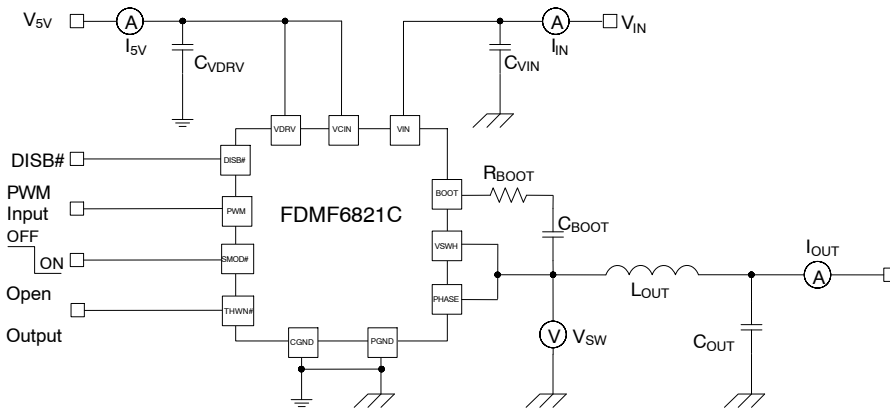 V5V
A
I5V
CVDRV
CVIN
A
IIN
VIN
VDRV
VCIN
VIN
DISB#
DISB#
PWM
Input
PWM
OFF
ON
SMOD#
Open
Output
THWN#
FDMF6821C
BOOT
RBOOT
CBOOT
VSWH
PHASE
LOUT
IOUT
A
V
VSW
COUT
CGND
PGND